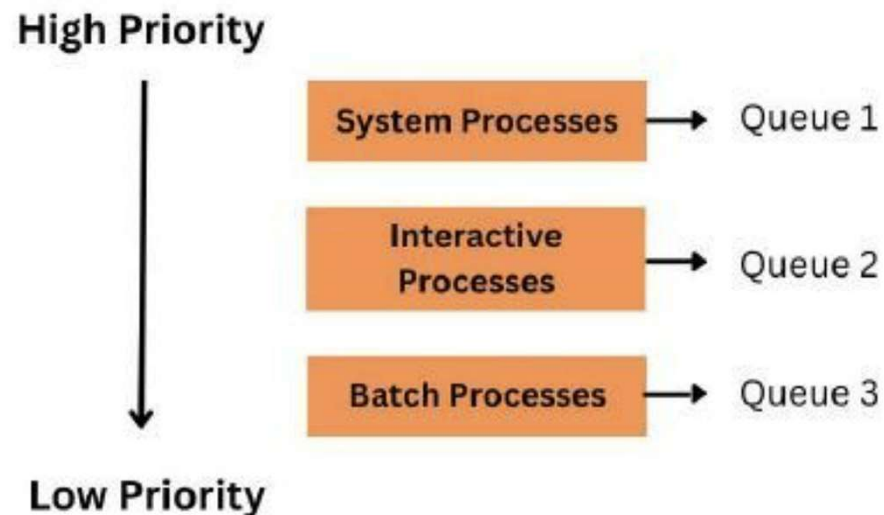 High Priority
System Processes
Queue 1
Interactive
Processes
Queue 2
Batch Processes
Queue 3
Low Priority